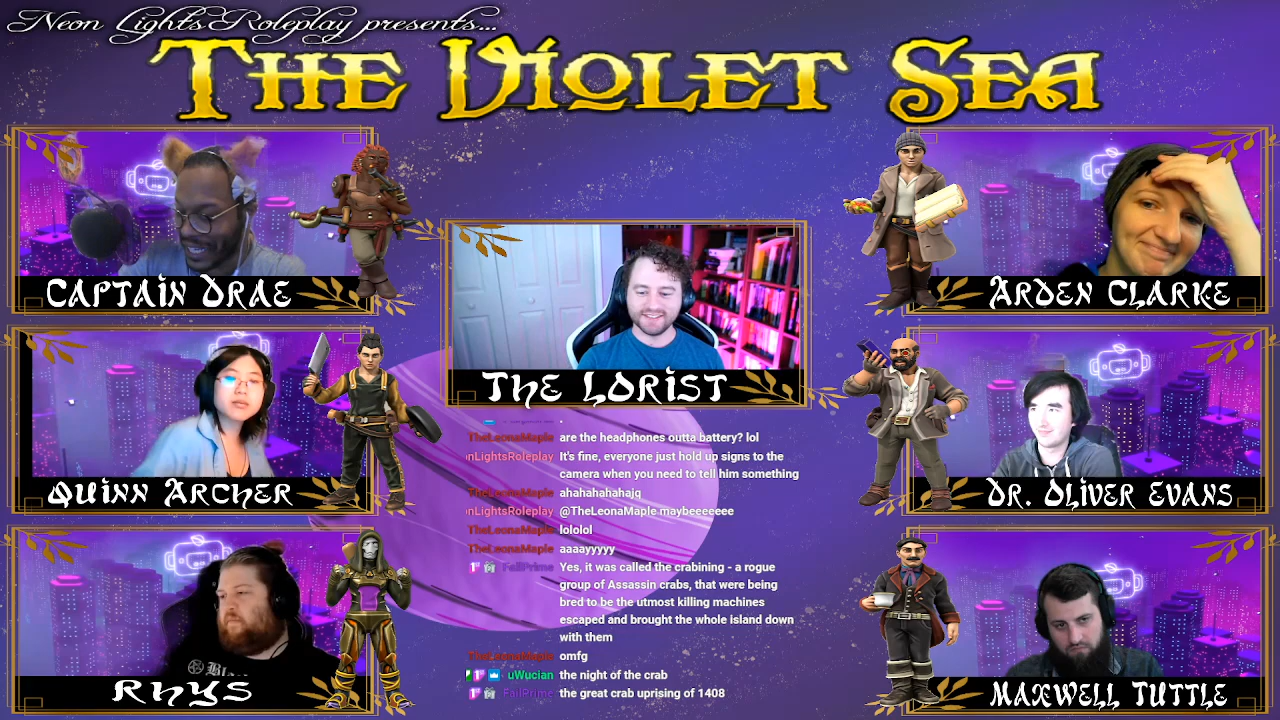 Neon Lights Roleplay presents...
THE VIOLET SEA
CAPTAIN DRAE
ARDEN CLARKE
THE LORIST
QUINN ARCHER
DR. OLIVER EVANS
RHYS
MAXWELL TUTTLE
TheLeonaMaple are the headphones outta battery? lol
nLightsRoleplay It's fine, everyone just hold up signs to the
camera when you need to tell him something
TheLeonaMaple ahahahahahajq
nLightsRoleplay @TheLeonaMaple maybeeeeeee
TheLeonaMaple lololol
TheLeonaMaple aaaayyyyy
FailPrime Yes, it was called the crabining - a rogue
group of Assassin crabs, that were being
bred to be the utmost killing machines
escaped and brought the whole island down
with them
TheLeonaMaple omfg
uWucian the night of the crab
FailPrime the great crab uprising of 1408